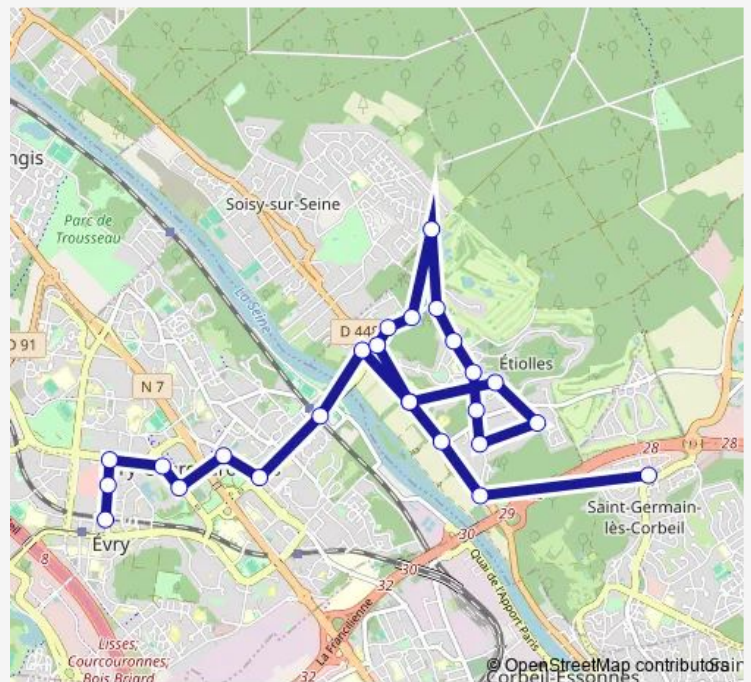 ngis
Soisy-sur-Seine
Parc de
Trousseau
La Seine
D 448
D 91
Étiolles
N 7
28
28
Saint-Germain-
lès-Corbeil
29
30
Évry
30
8
32
Quai de l'Apport Paris
La Francilienne
Lisses;
Courcouronnes;
Bois Briard
32
© OpenStreetMap contributors
Corbeil-Essonnes